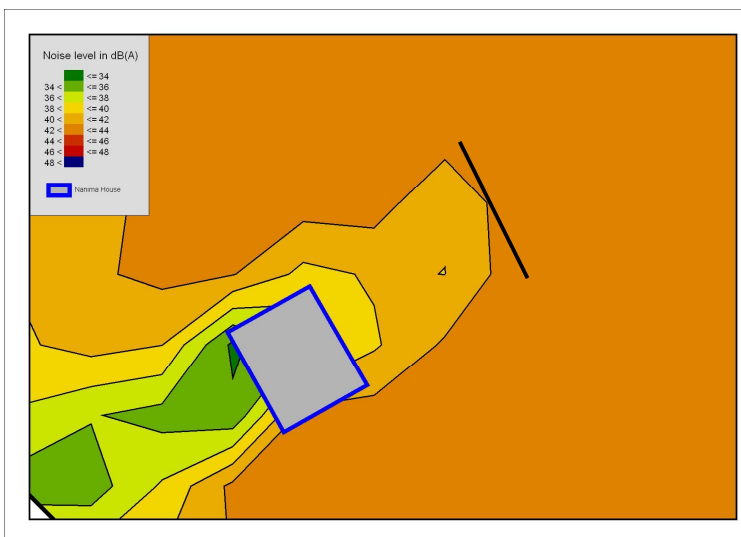 Noise level in dB(A)
<= 34
34 < <= 36
36 < <= 38
38 < <= 40
40 < <= 42
42 < <= 44
44 < <= 46
46 < <= 48
48 <
Nanima House